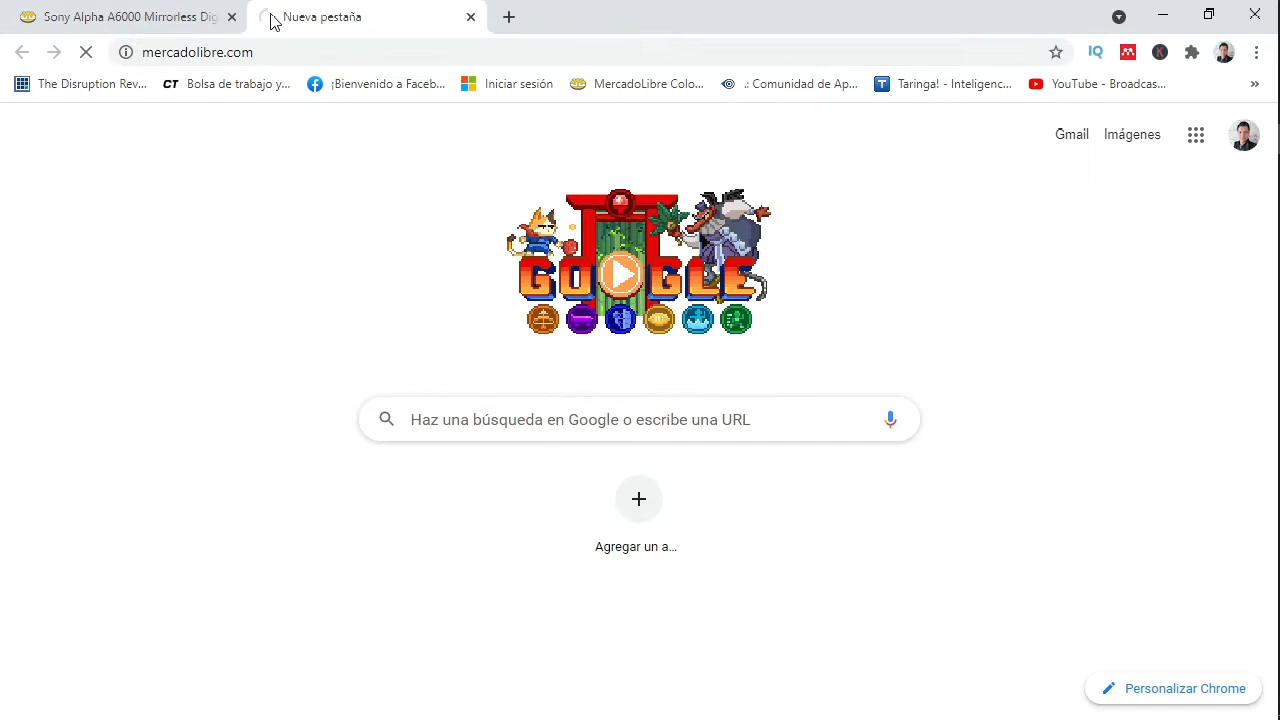 Sony Alpha A6000 Mirrorless Dig
Nueva pestaña
mercadolibre.com
IQ
K
The Disruption Rev...
CT Bolsa de trabajo y...
¡Bienvenido a Faceb...
Iniciar sesión
MercadoLibre Colo...
.: Comunidad de Ap...
T Taringa! - Inteligenc...
YouTube - Broadcas...
»
Gmail
Imágenes
GOOGLE
Haz una búsqueda en Google o escribe una URL
Agregar un a...
Personalizar Chrome